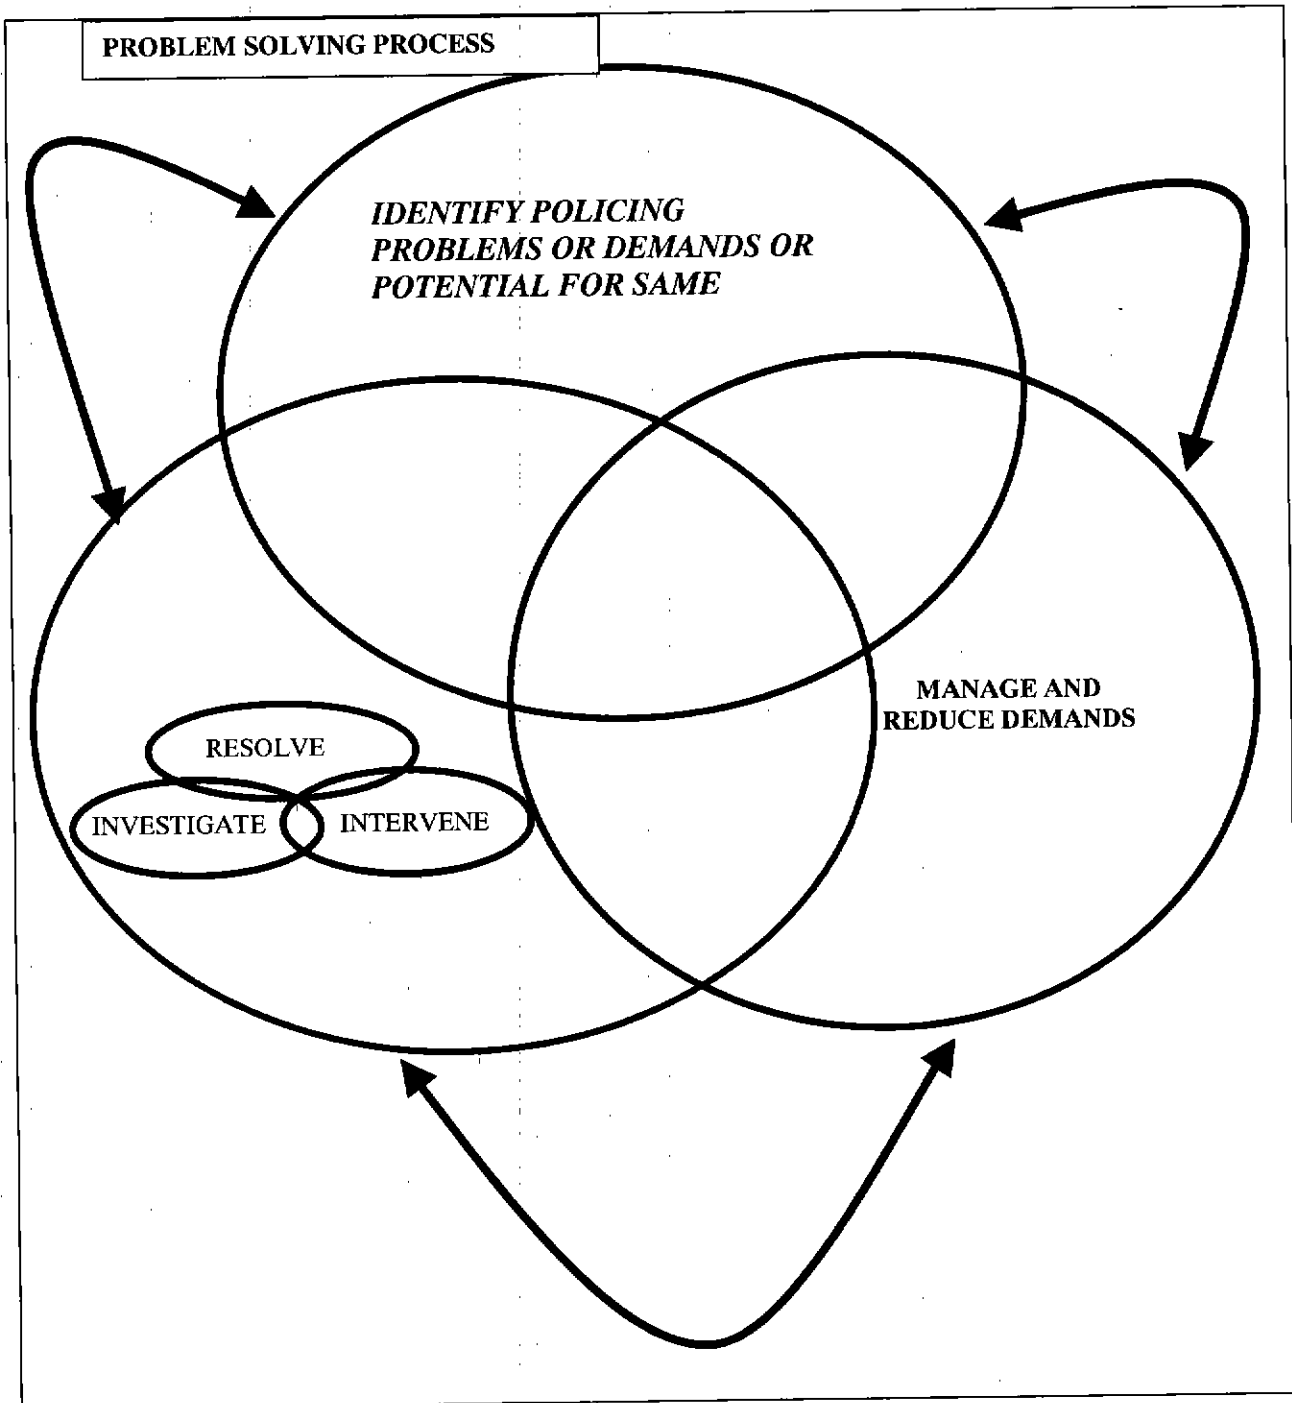 PROBLEM SOLVING PROCESS
IDENTIFY POLICING
PROBLEMS OR DEMANDS OR
POTENTIAL FOR SAME
MANAGE AND
REDUCE DEMANDS
RESOLVE
INVESTIGATE
INTERVENE